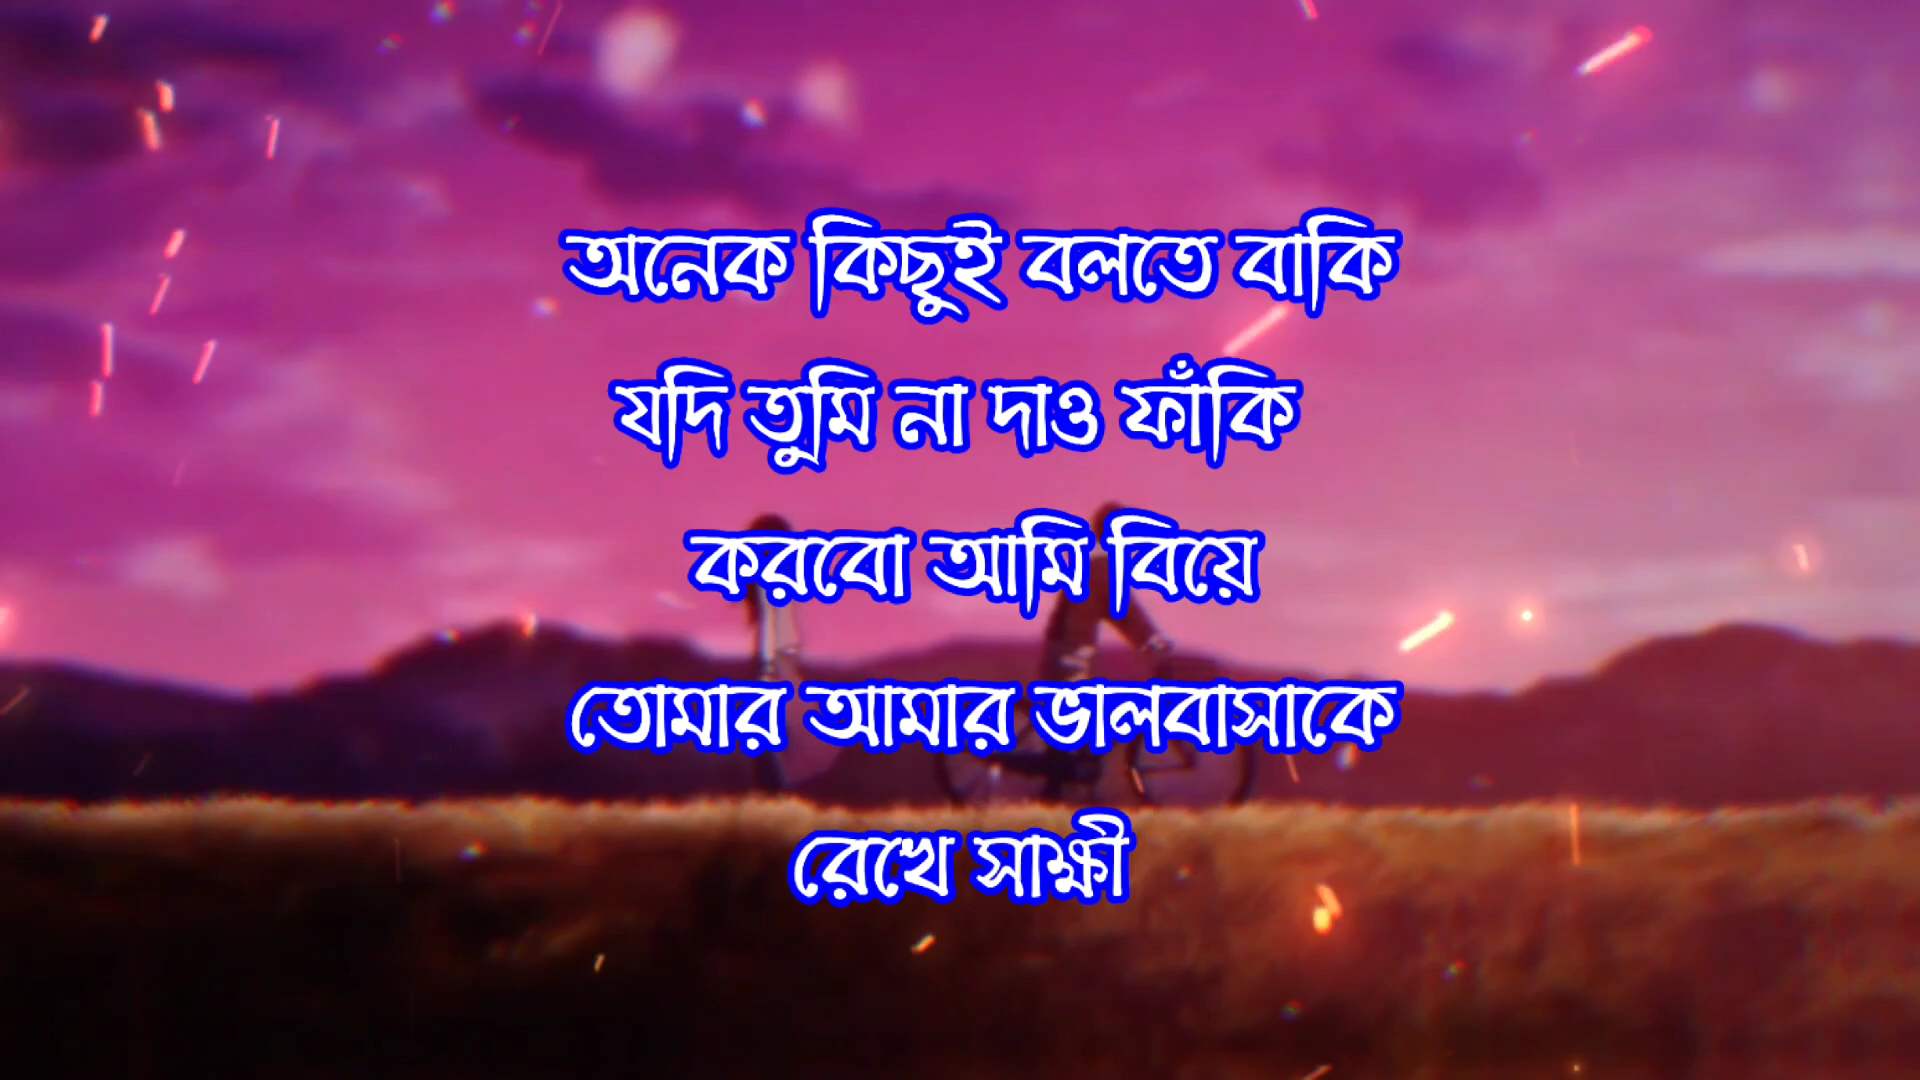 অনেক কিছুই বলতে বাকি
যদি তুমি না দাও ফাঁকি
করবো আমি বিয়ে
তোমার আমার ভালবাসাকে
রেখে সাক্ষী